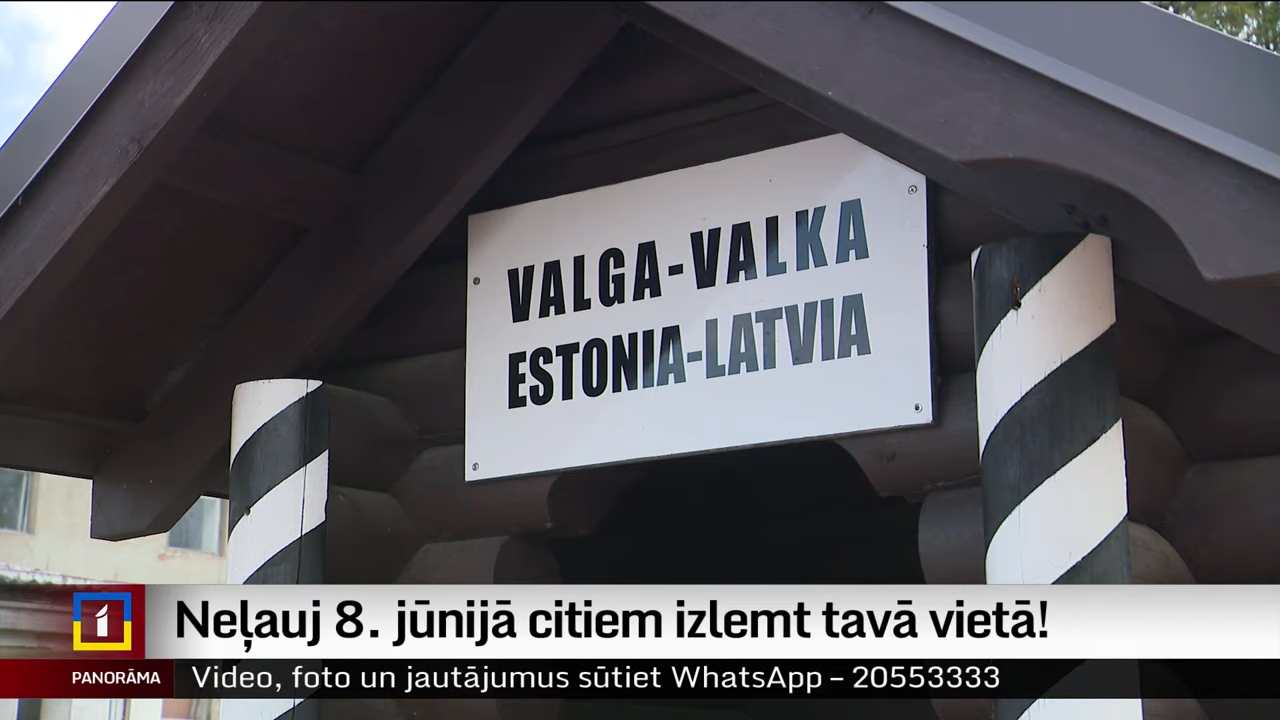 VALGA-VALKA
ESTONIA-LATVIA
1
Neļauj 8. jūnijā citiem izlemt tavā vietā!
PANORĀMA
Video, foto un jautājumus sūtiet WhatsApp – 20553333